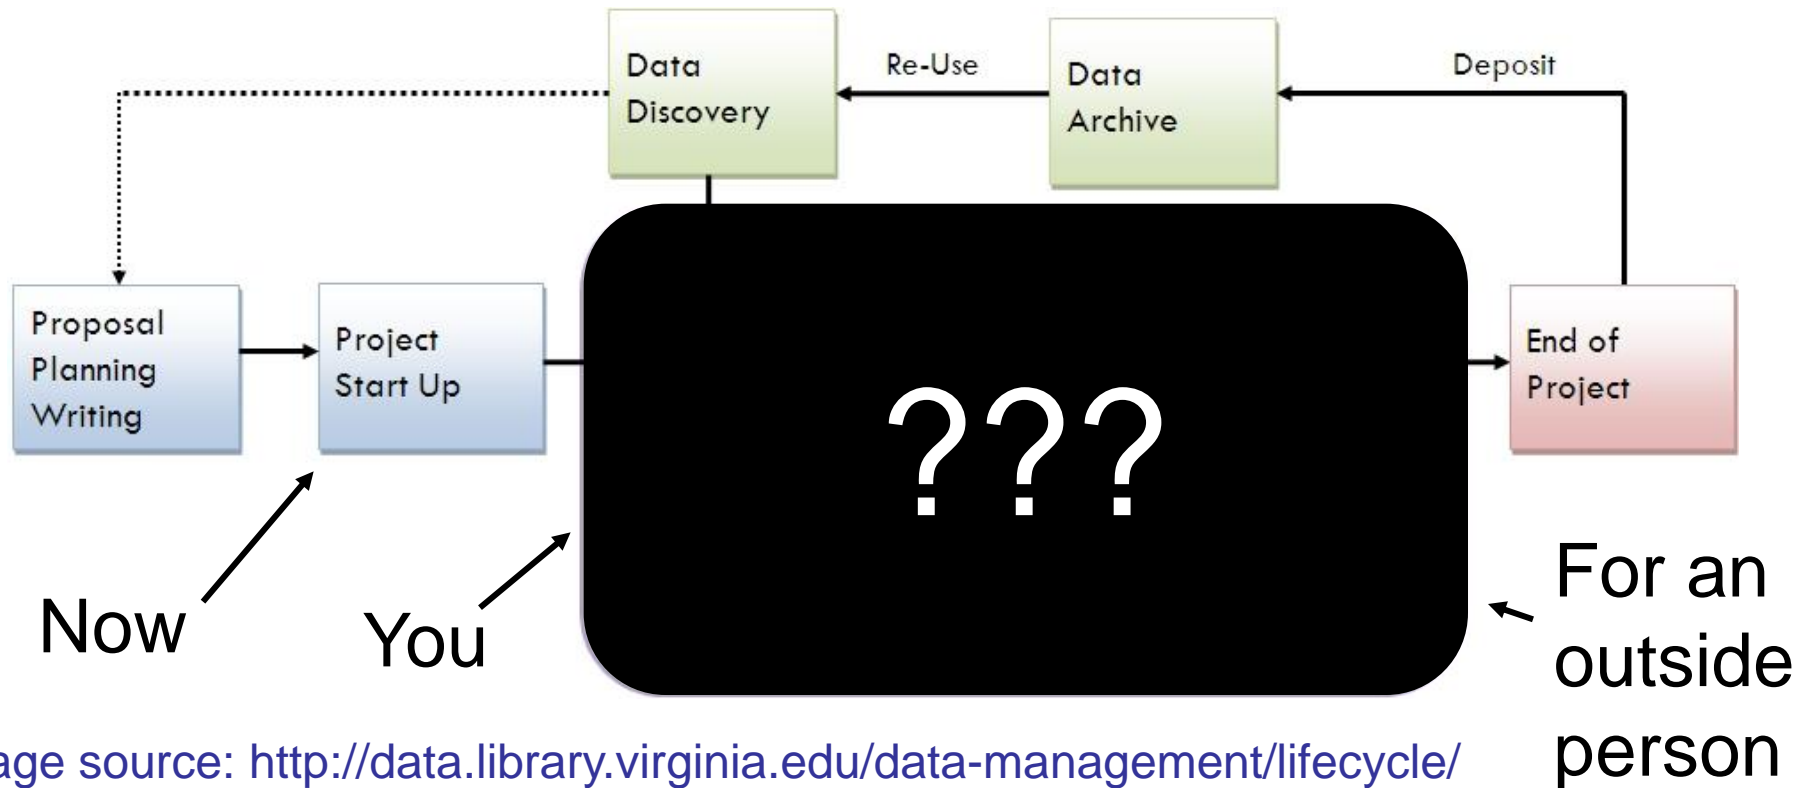 Data
Discovery
Re-Use
Data
Archive
Deposit
Proposal
Planning
Writing
Project
Start Up
???
End of
Project
Now
You
For an
outside
person
age source: http://data.library.virginia.edu/data-management/lifecycle/